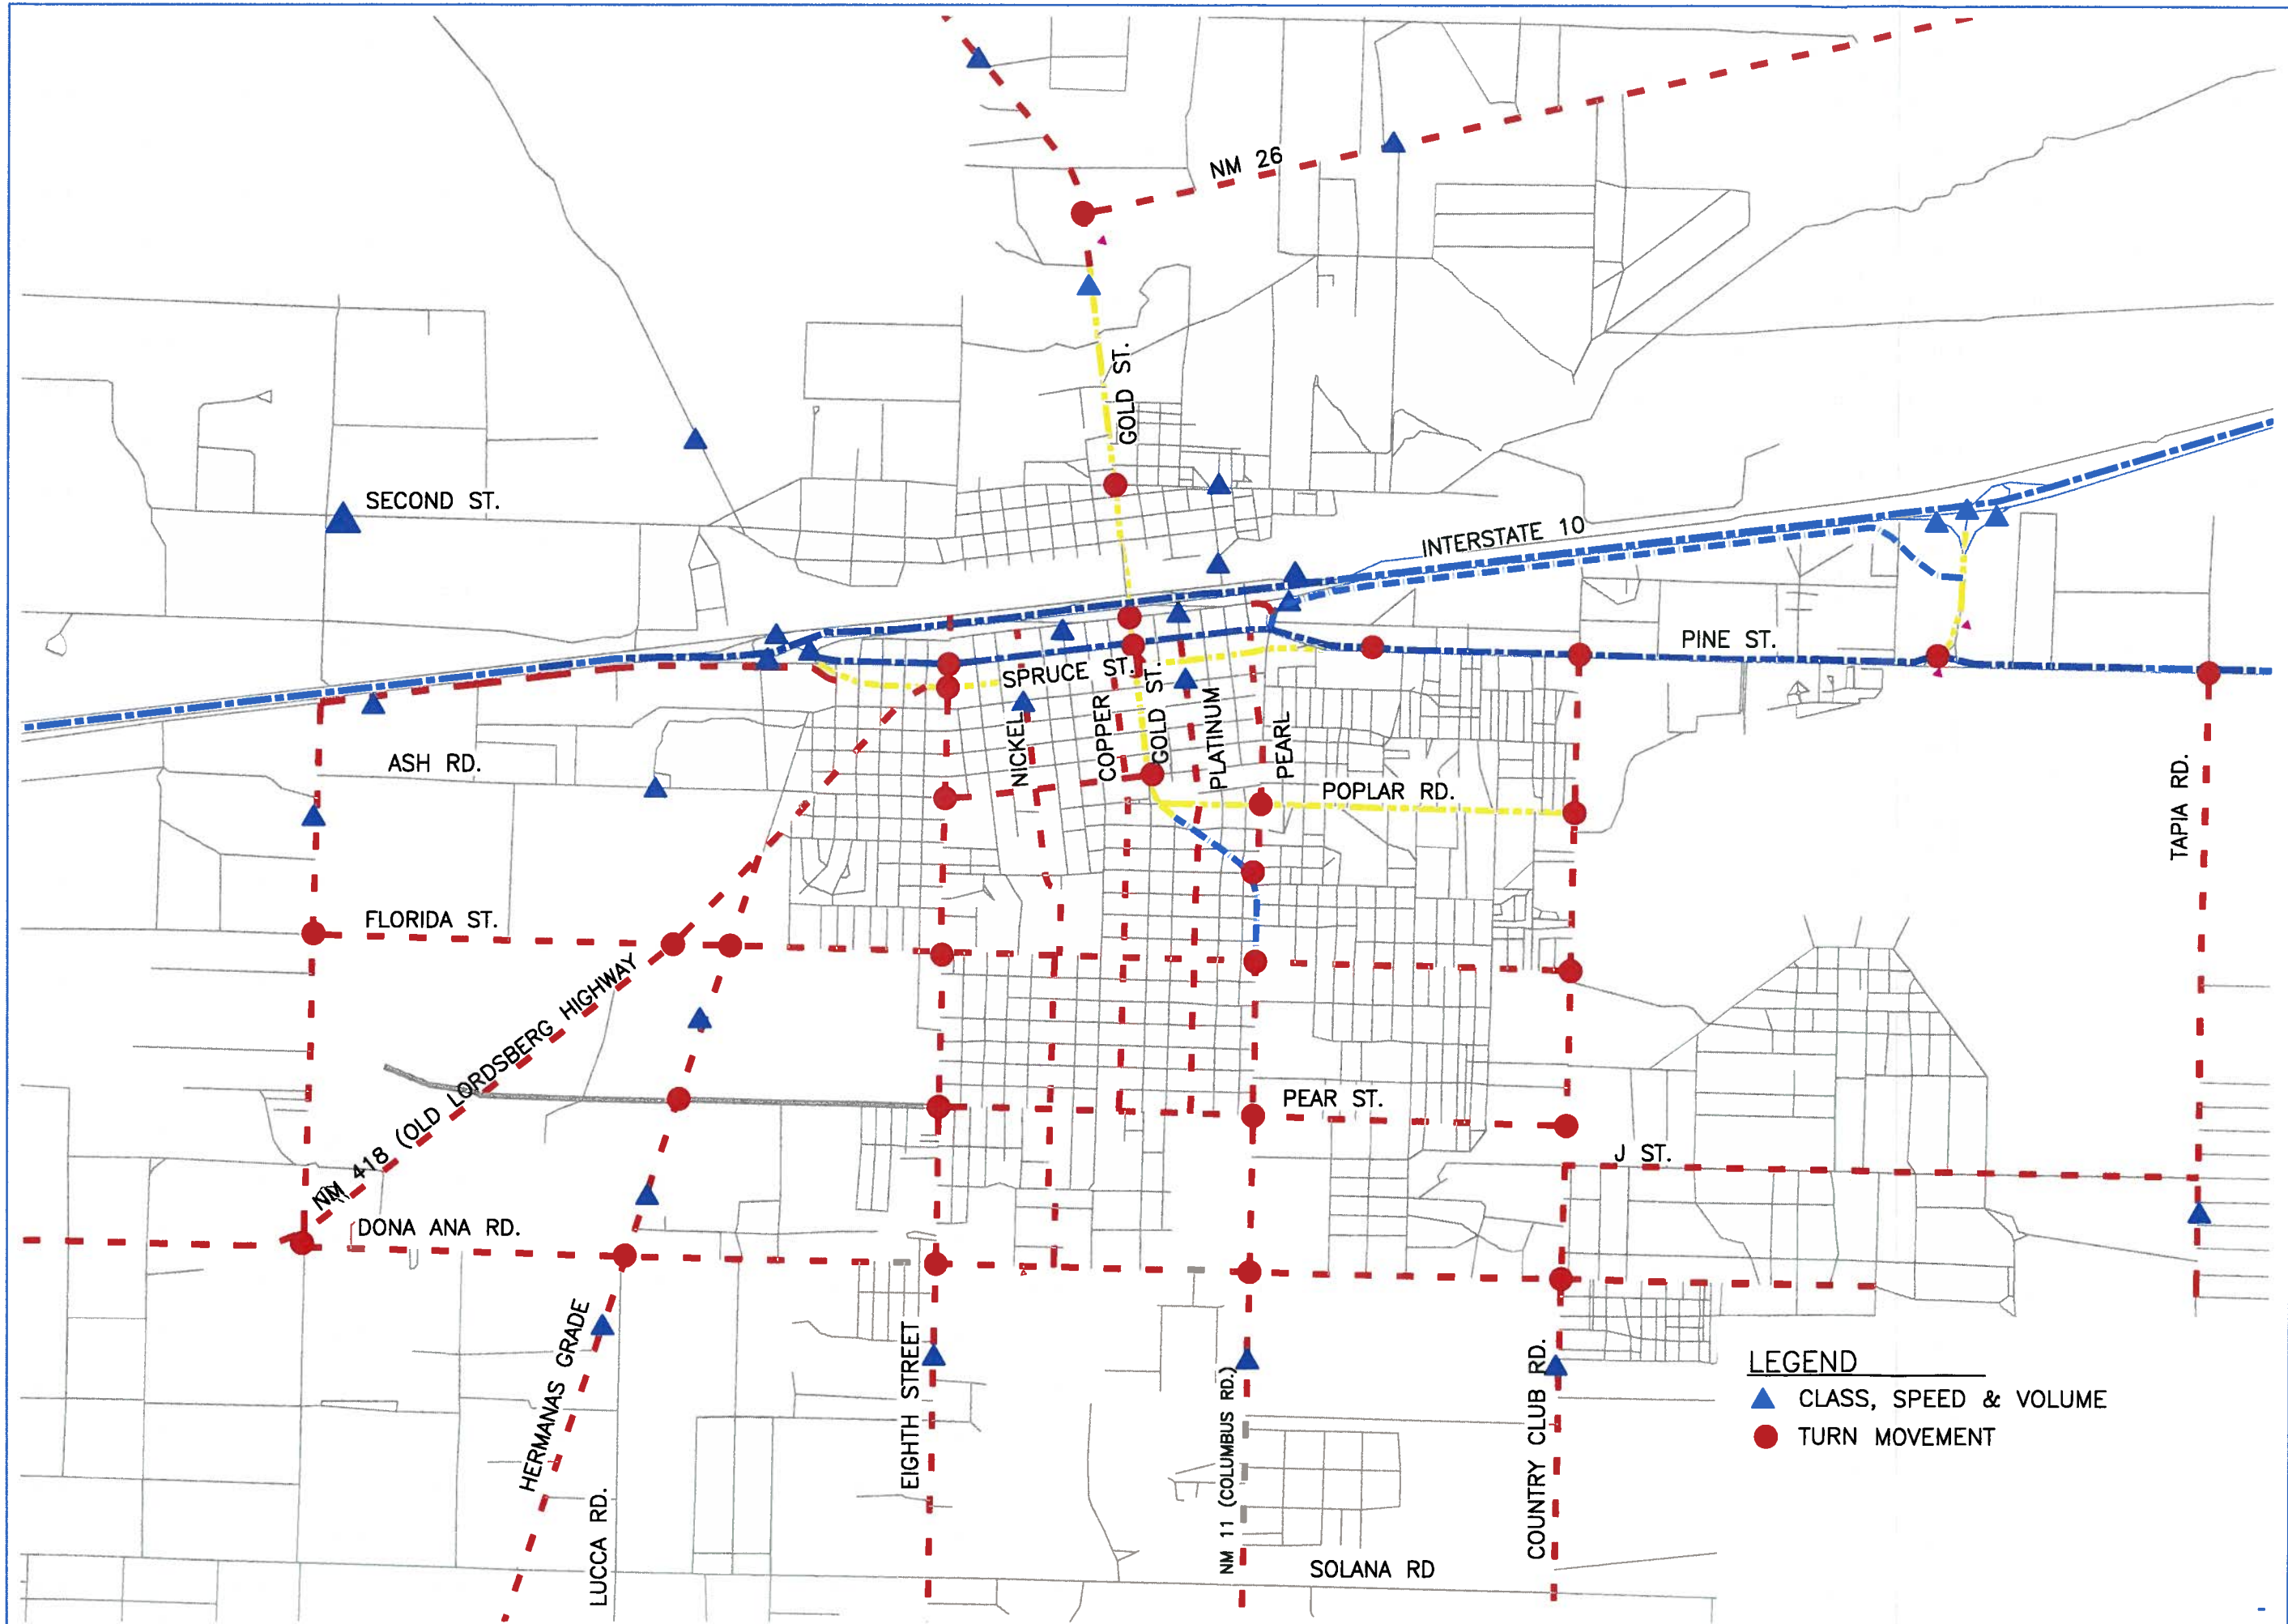 NM 26
GOLD ST.
SECOND ST.
INTERSTATE 10
PINE ST.
SPRUCE ST.
GOLD ST.
NICKEL
COPPER
PLATINUM
PEARL
ASH RD.
POPLAR RD.
TAPIA RD.
FLORIDA ST.
NM 418 (OLD LORDSBERG HIGHWAY
PEAR ST.
J ST.
DONA ANA RD.
HERMANAS GRADE
LUCCA RD.
EIGHTH STREET
NM 11 (COLUMBUS RD.)
COUNTRY CLUB RD.
SOLANA RD
LEGEND
CLASS, SPEED & VOLUME
TURN MOVEMENT